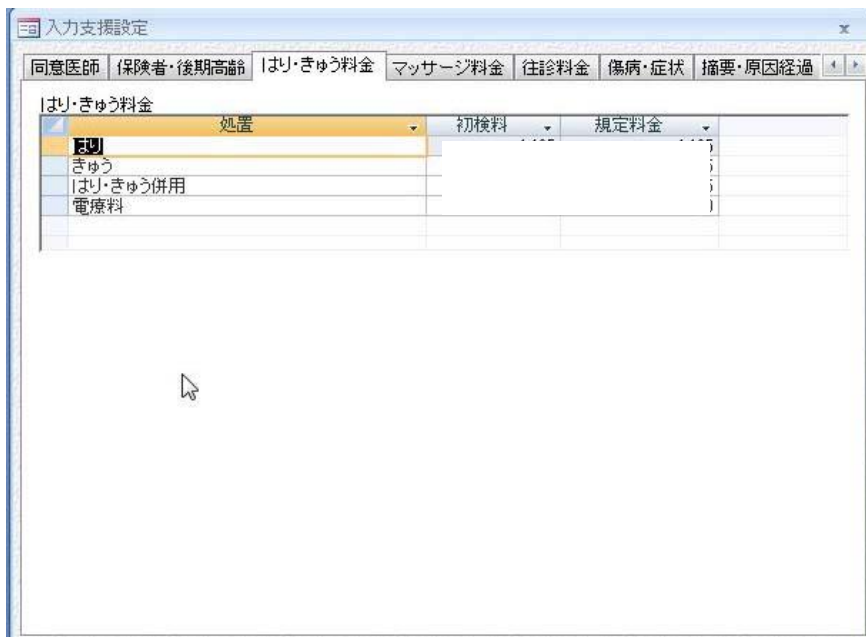 入力支援設定
同意医師 保険者・後期高齢 はり・きゅう料金 マッサージ料金 往診料金 傷病・症状 摘要・原因経過
はり・きゅう料金
処置 初検料 規定料金
はり
きゅう
はり・きゅう併用
電療料